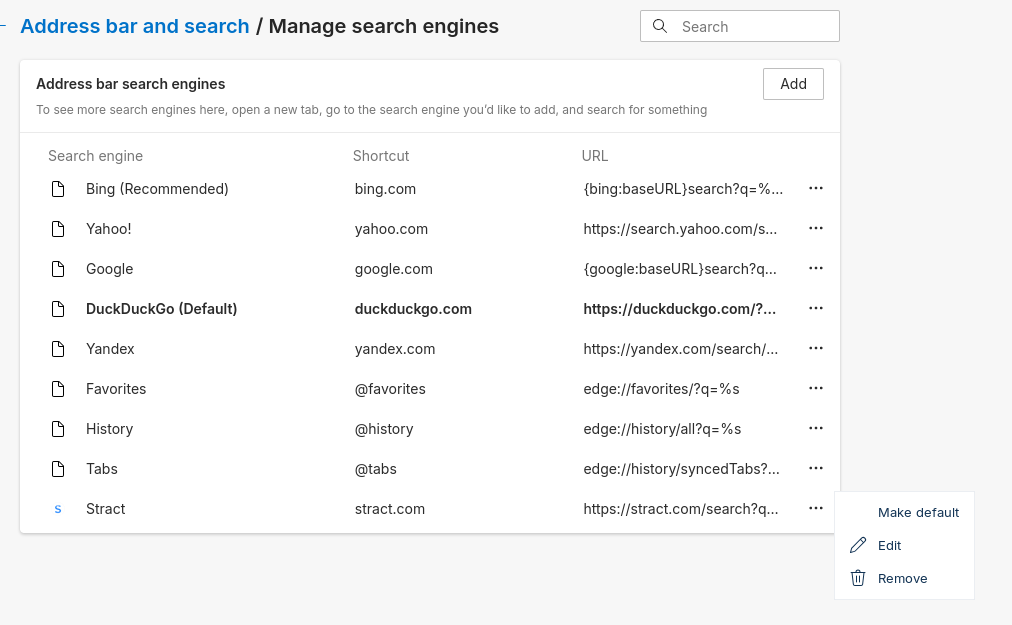 Address bar and search / Manage search engines
Search
Address bar search engines
Add
To see more search engines here, open a new tab, go to the search engine you'd like to add, and search for something
Search engine Shortcut URL
Bing (Recommended) bing.com {bing:baseURL}search?q=%...
Yahoo! yahoo.com https://search.yahoo.com/s...
Google google.com {google:baseURL}search?q...
DuckDuckGo (Default) duckduckgo.com https://duckduckgo.com/?...
Yandex yandex.com https://yandex.com/search/...
Favorites @favorites edge://favorites/?q=%s
History @history edge://history/all?q=%s
Tabs @tabs edge://history/syncedTabs?...
S Stract stract.com https://stract.com/search?q...
Make default
Edit
Remove